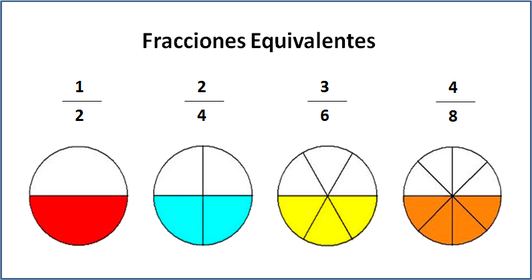 Fracciones Equivalentes
1/2 2/4 3/6 4/8